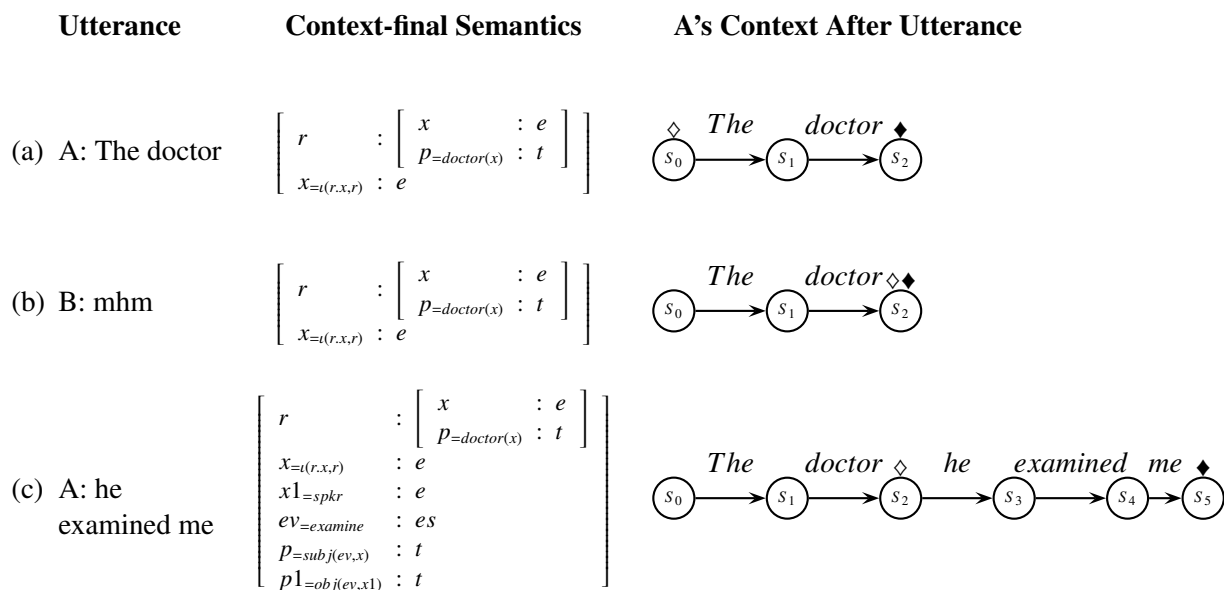 Utterance Context-final Semantics A's Context After Utterance
(a) A: The doctor
r : [ x : e
p=doctor(x) : t ]
x=ι(r.x,r) : e
The doctor
◇ ◆
S0 S1 S2
(b) B: mhm
r : [ x : e
p=doctor(x) : t ]
x=ι(r.x,r) : e
The doctor
◇◆
S0 S1 S2
(c) A: he
examined me
r : [ x : e
p=doctor(x) : t ]
x=ι(r.x,r) : e
x1=spkr : e
ev=examine : es
p=subj(ev,x) : t
p1=obj(ev,x1) : t
The doctor ◇ he examined me ◆
S0 S1 S2 S3 S4 S5